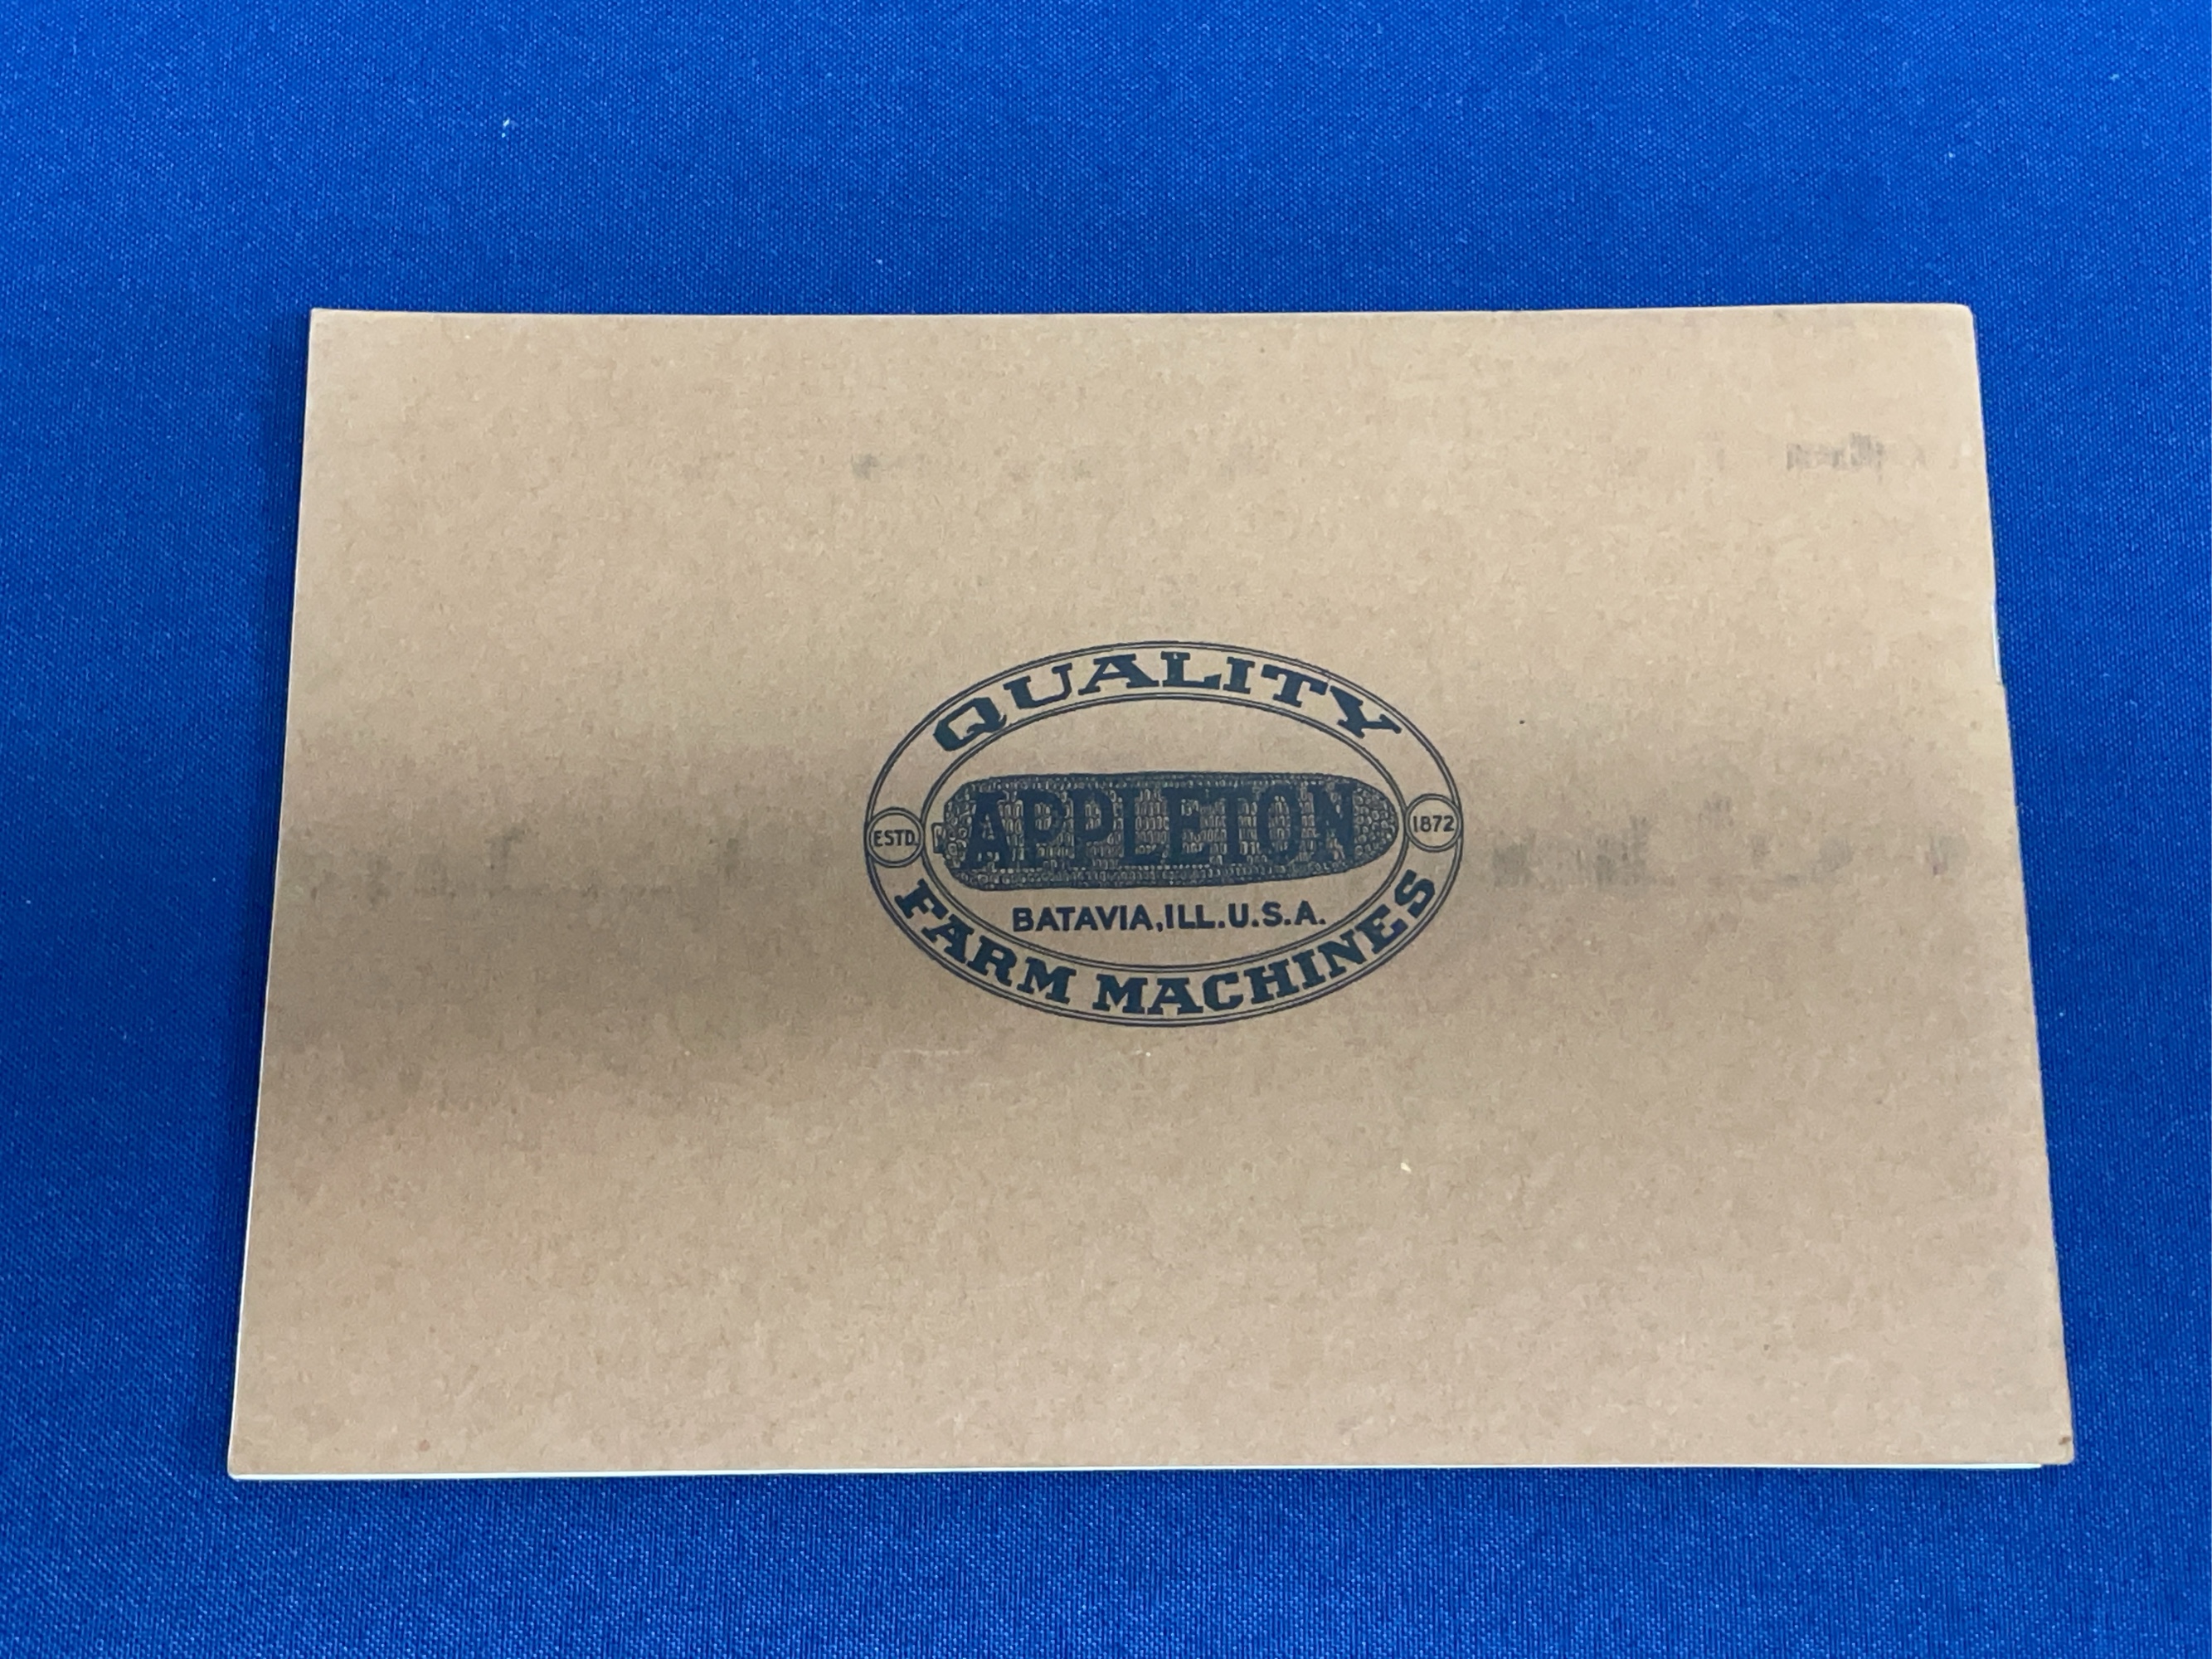 QUALITY
ESTD. APPLETON 1872
BATAVIA, ILL. U.S.A.
FARM MACHINES